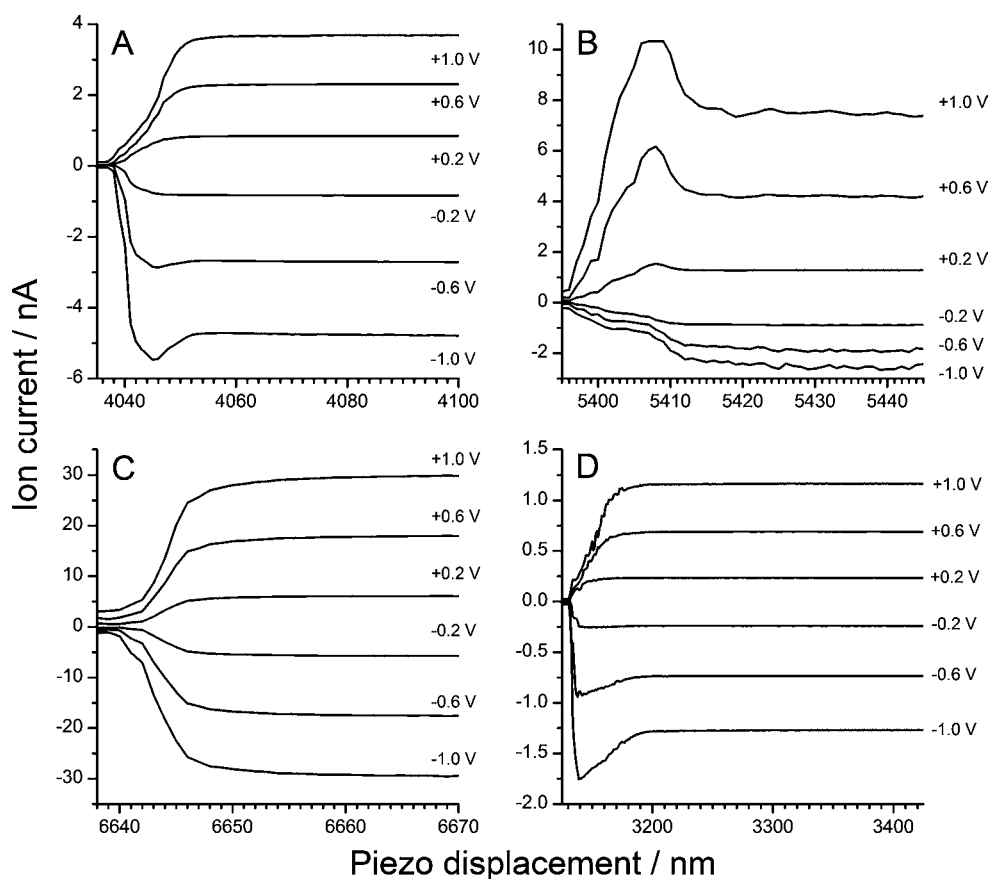 Ion current / nA
A
4
2
0
-2
-4
-6
+1.0 V
+0.6 V
+0.2 V
-0.2 V
-0.6 V
-1.0 V
4040 4060 4080 4100
B
10
8
6
4
2
0
-2
+1.0 V
+0.6 V
+0.2 V
-0.2 V
-0.6 V
-1.0 V
5400 5410 5420 5430 5440
C
30
20
10
0
-10
-20
-30
+1.0 V
+0.6 V
+0.2 V
-0.2 V
-0.6 V
-1.0 V
6640 6650 6660 6670
D
1.5
1.0
0.5
0.0
-0.5
-1.0
-1.5
-2.0
+1.0 V
+0.6 V
+0.2 V
-0.2 V
-0.6 V
-1.0 V
3200 3300 3400
Piezo displacement / nm